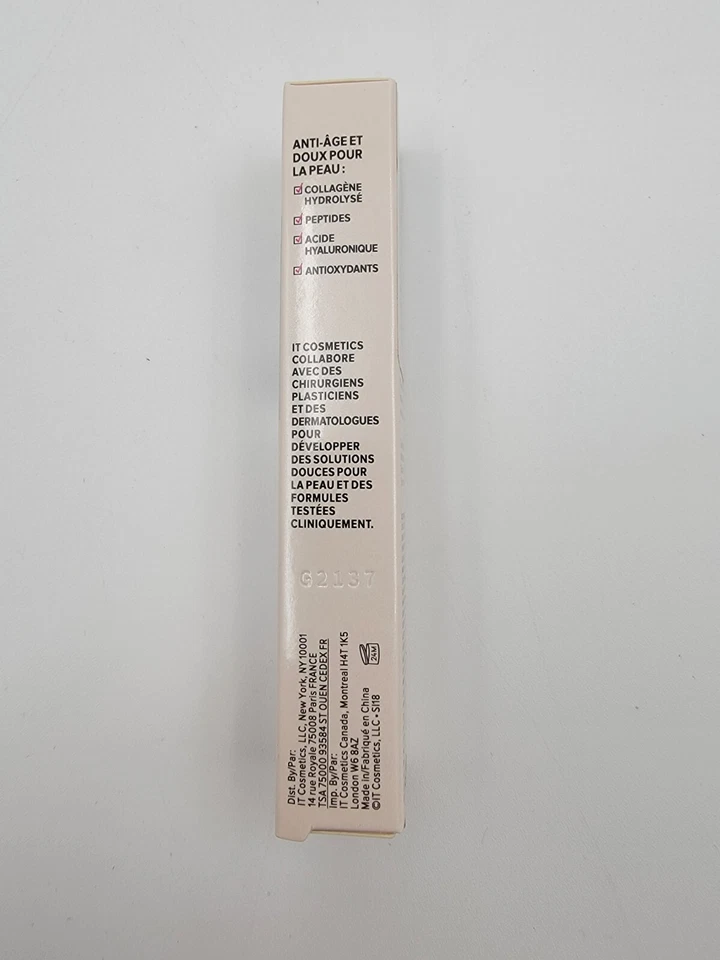 ANTI-ÂGE ET
DOUX POUR
LA PEAU :
COLLAGÈNE
HYDROLYSÉ
PEPTIDES
ACIDE
HYALURONIQUE
ANTIOXYDANTS
IT COSMETICS
COLLABORE
AVEC DES
CHIRURGIENS
PLASTICIENS
ET DES
DERMATOLOGUES
POUR
DÉVELOPPER
DES SOLUTIONS
DOUCES POUR
LA PEAU ET DES
FORMULES
TESTÉES
CLINIQUEMENT.
G2137
Dist. By/Par:
IT Cosmetics, LLC, New York, NY 10001
14 rue Royale 75008 Paris FRANCE
TSA 75000 93584 ST OUEN CEDEX FR
Imp. By/Par:
IT Cosmetics Canada, Montreal H4T 1K5
London W6 8AZ
Made in/Fabriqué en China
©IT Cosmetics, LLC • SI18
24M